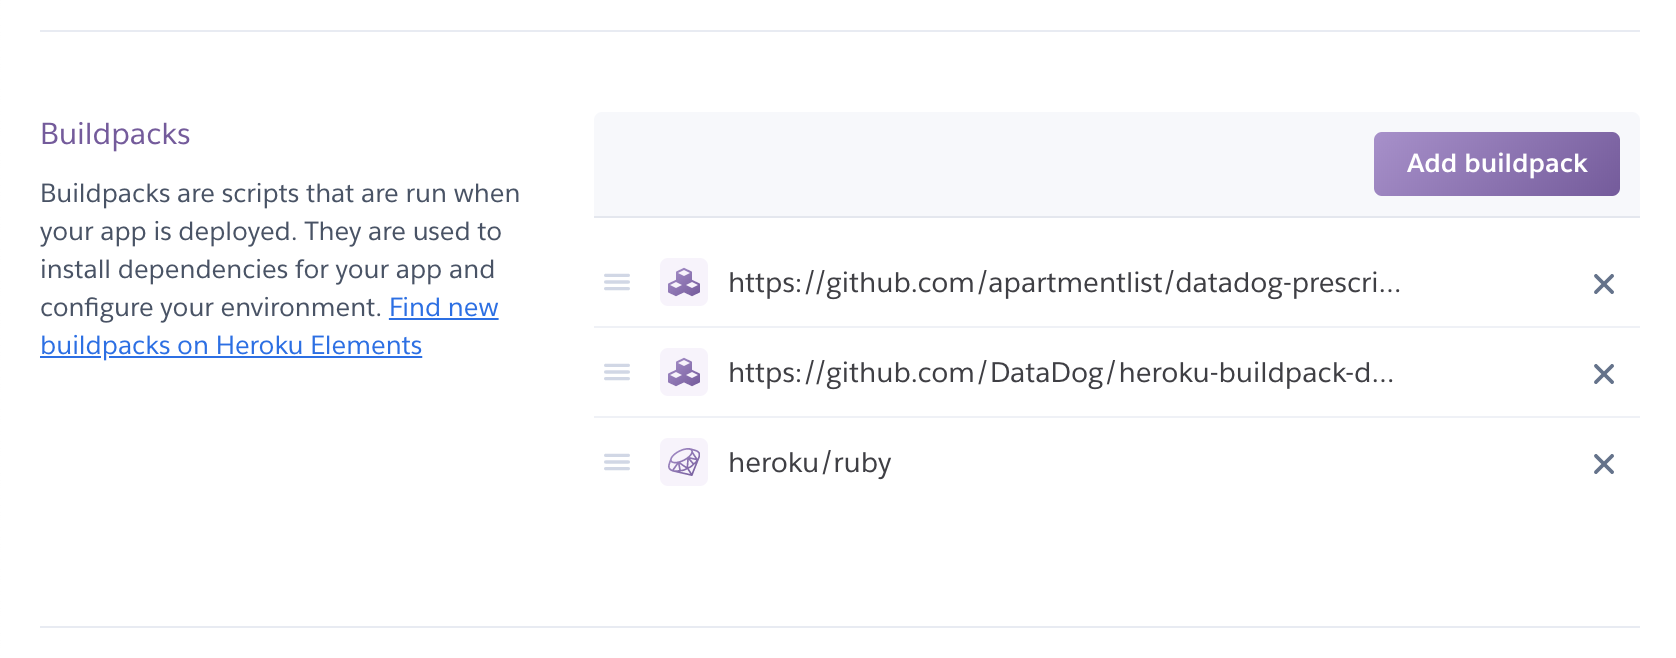 Buildpacks
Buildpacks are scripts that are run when
your app is deployed. They are used to
install dependencies for your app and
configure your environment. Find new
buildpacks on Heroku Elements
Add buildpack
https://github.com/apartmentlist/datadog-prescri...
https://github.com/DataDog/heroku-buildpack-d...
heroku/ruby